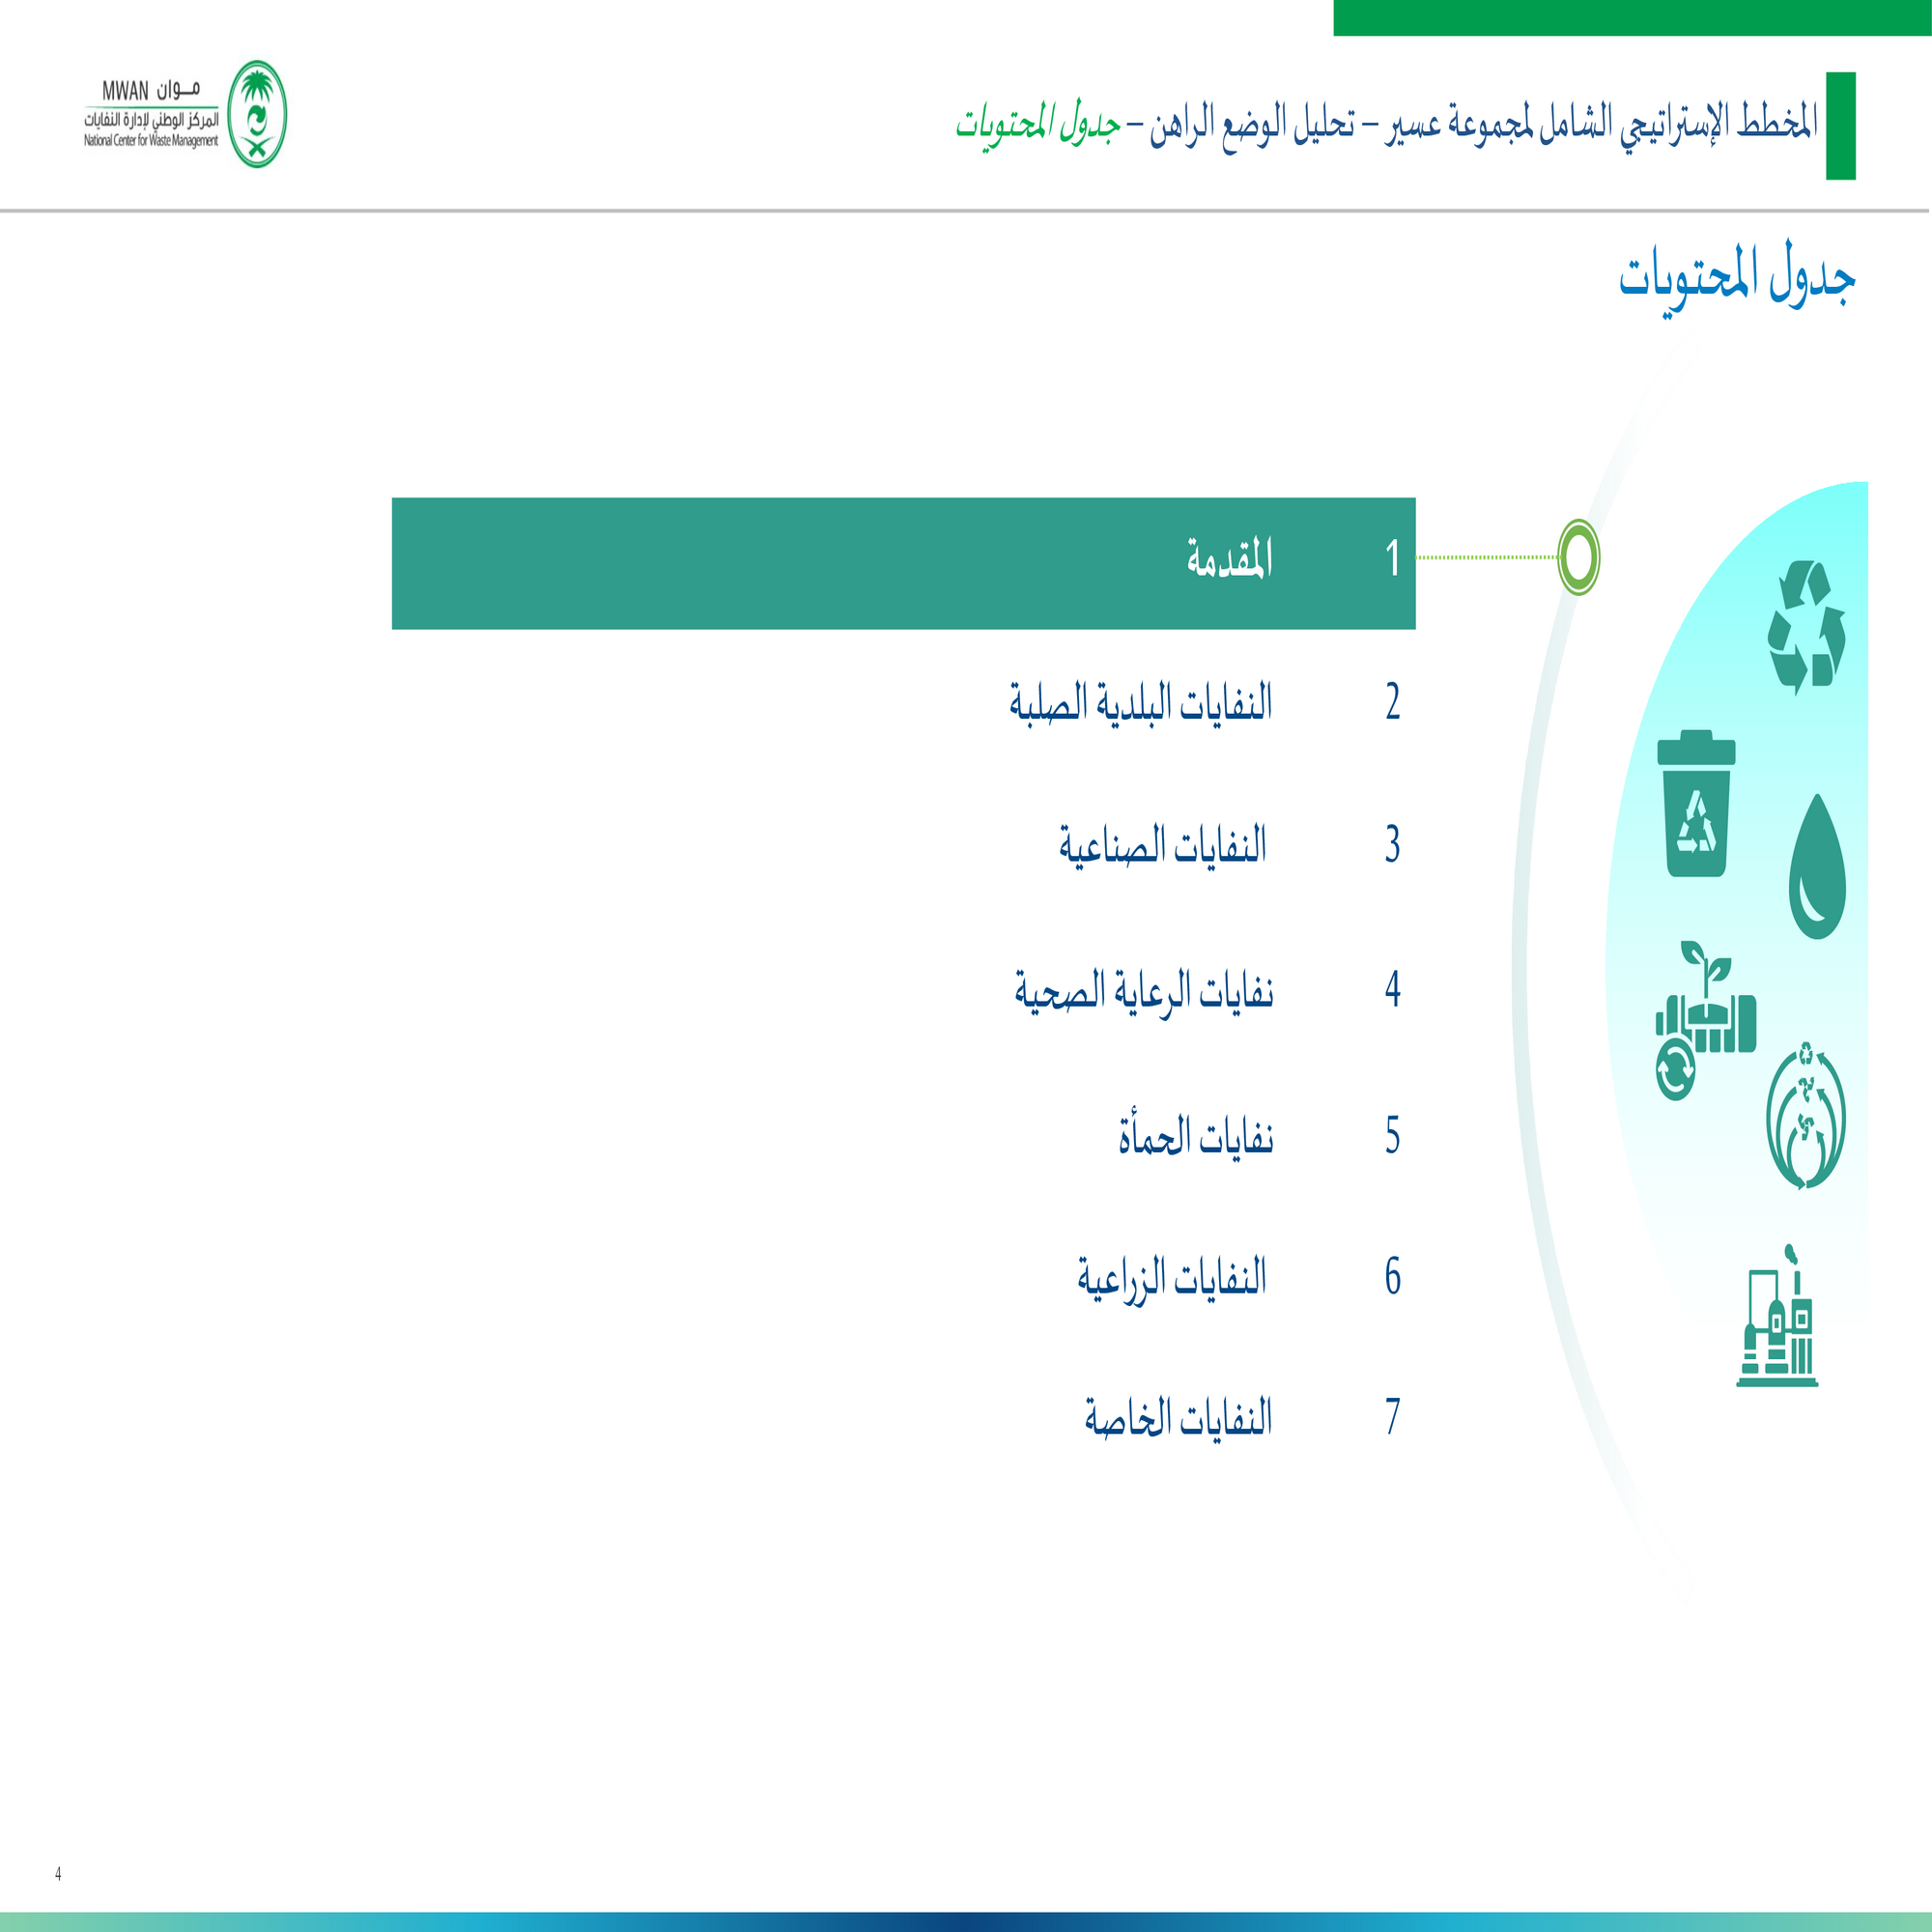 المخطط الإستراتيجي الشامل لمجموعة عسير – تحليل الوضع الراهن – جدول المحتويات
موان MWAN
المركز الوطني لإدارة النفايات
National Center for Waste Management
جدول المحتويات
1 المقدمة
2 النفايات البلدية الصلبة
3 النفايات الصناعية
4 نفايات الرعاية الصحية
5 نفايات الحمأة
6 النفايات الزراعية
7 النفايات الخاصة
4